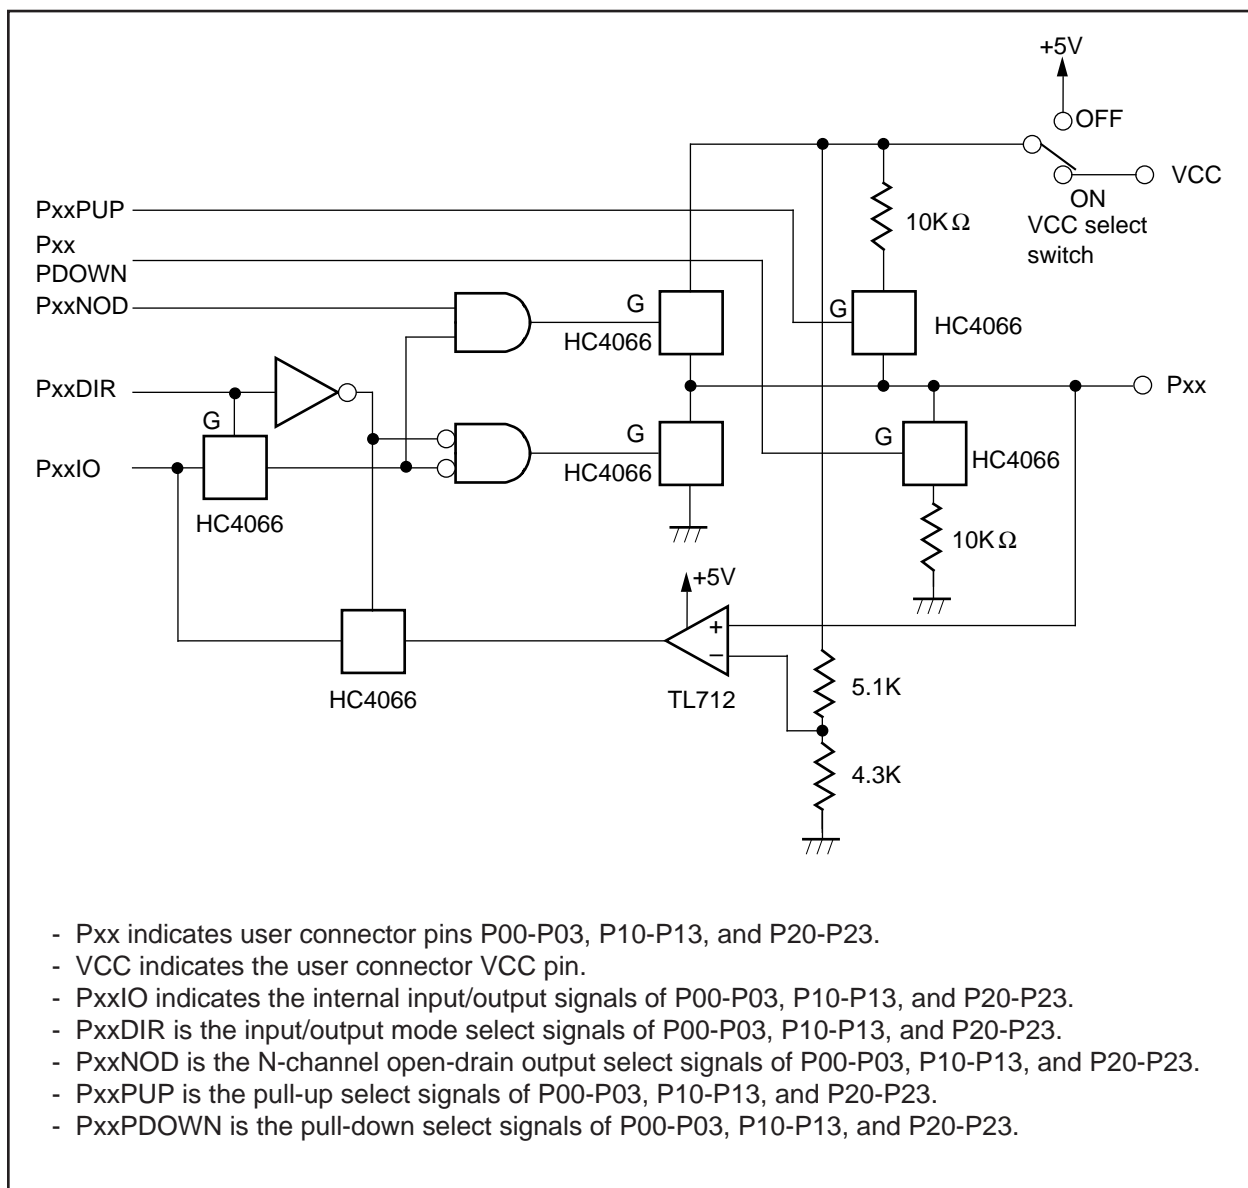 +5V
OFF
VCC
ON
VCC select
switch
PxxPUP
Pxx
PDOWN
PxxNOD
PxxDIR
PxxIO
10KΩ
G
HC4066
G
HC4066
Pxx
G
G
HC4066
G
HC4066
HC4066
10KΩ
+5V
+
−
TL712
HC4066
5.1K
4.3K
- Pxx indicates user connector pins P00-P03, P10-P13, and P20-P23.
- VCC indicates the user connector VCC pin.
- PxxIO indicates the internal input/output signals of P00-P03, P10-P13, and P20-P23.
- PxxDIR is the input/output mode select signals of P00-P03, P10-P13, and P20-P23.
- PxxNOD is the N-channel open-drain output select signals of P00-P03, P10-P13, and P20-P23.
- PxxPUP is the pull-up select signals of P00-P03, P10-P13, and P20-P23.
- PxxPDOWN is the pull-down select signals of P00-P03, P10-P13, and P20-P23.